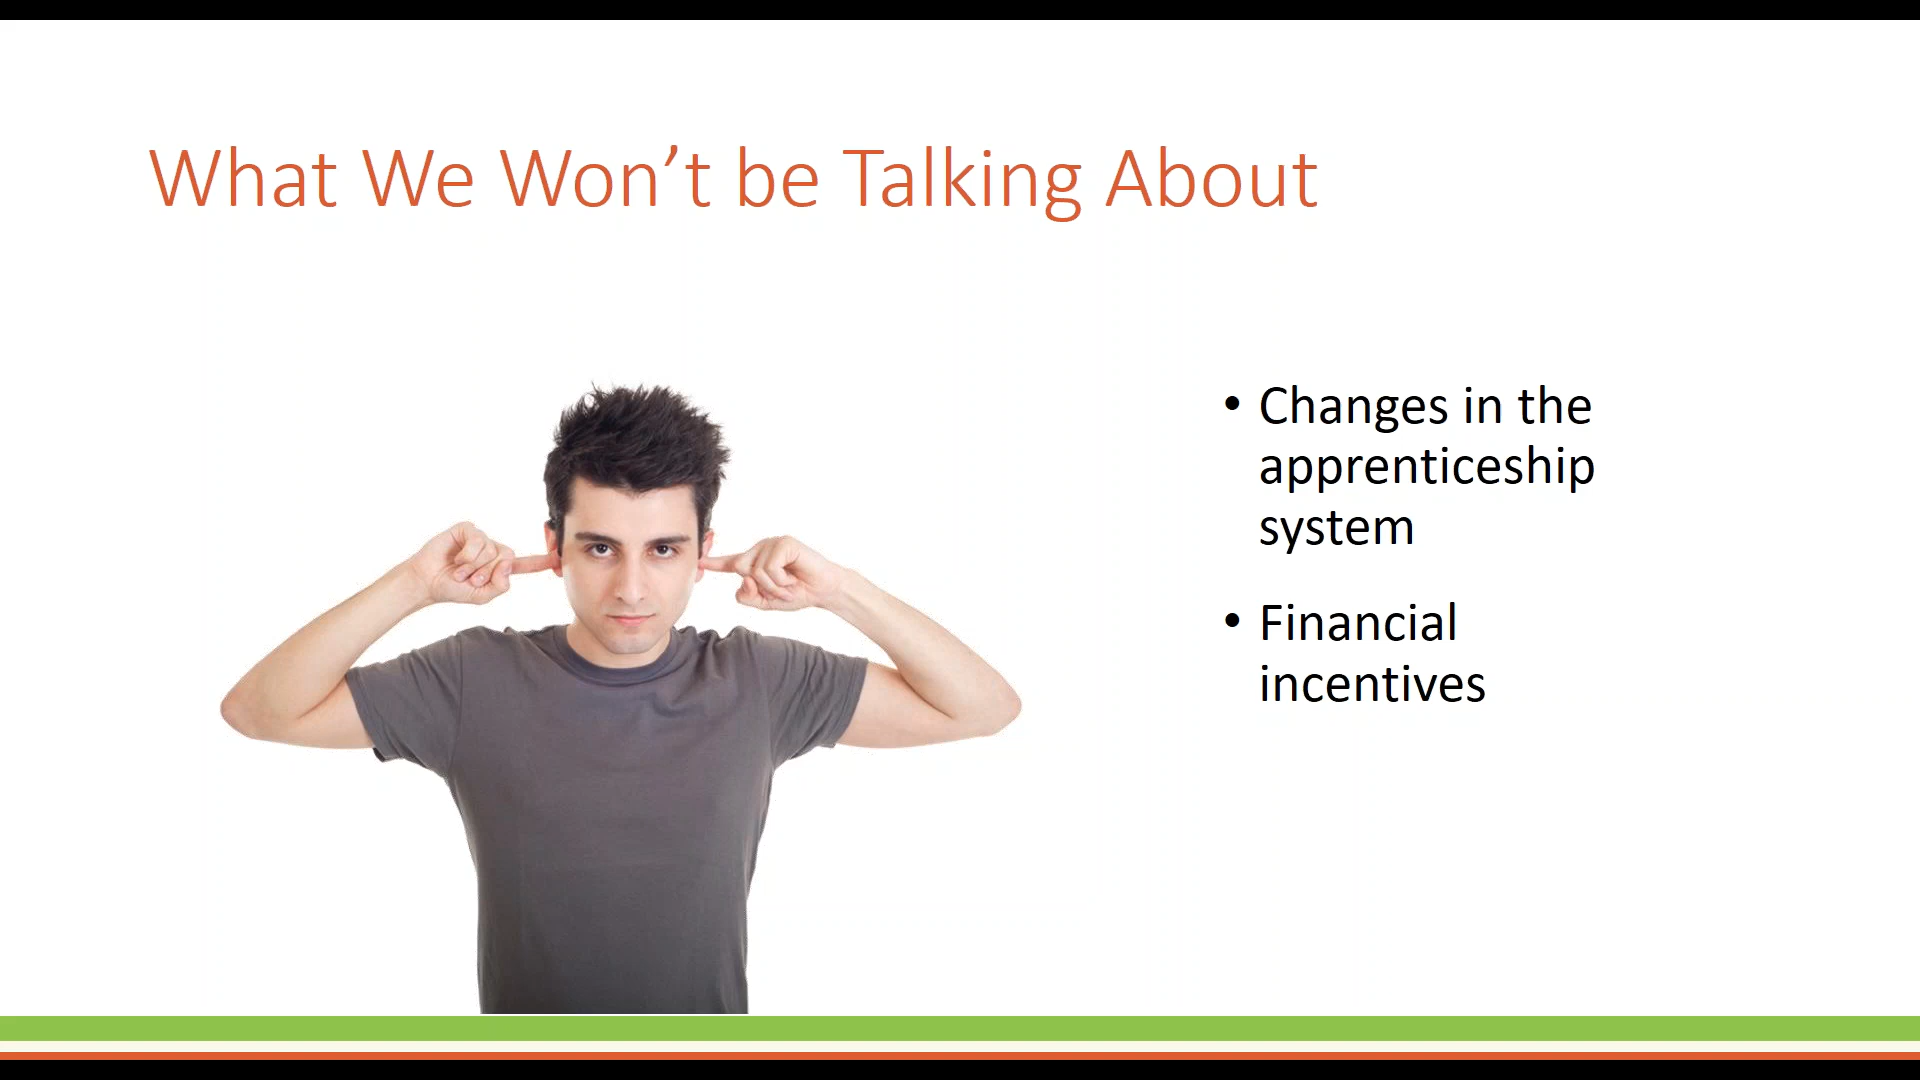 What We Won’t be Talking About
• Changes in the
apprenticeship
system
• Financial
incentives